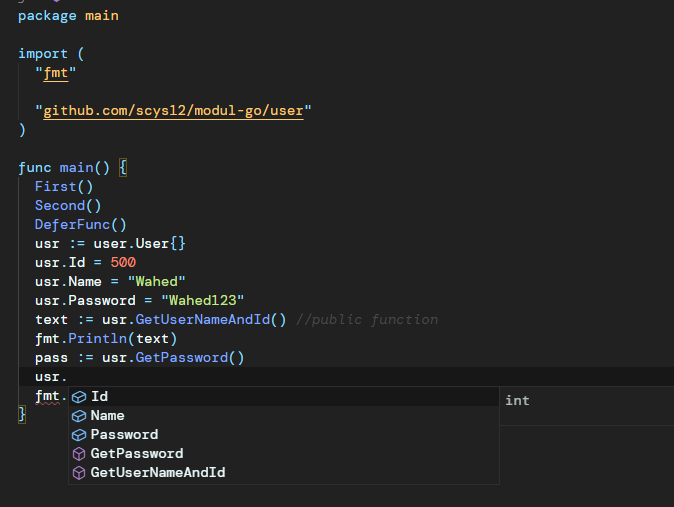 package main
import (
"fmt"
"github.com/scys12/modul-go/user"
)
func main() {
First()
Second()
DeferFunc()
usr := user.User{}
usr.Id = 500
usr.Name = "Wahed"
usr.Password = "Wahed123"
text := usr.GetUserNameAndId() //public function
fmt.Println(text)
pass := usr.GetPassword()
usr.
fmt.
}
Id
int
Name
Password
GetPassword
GetUserNameAndId